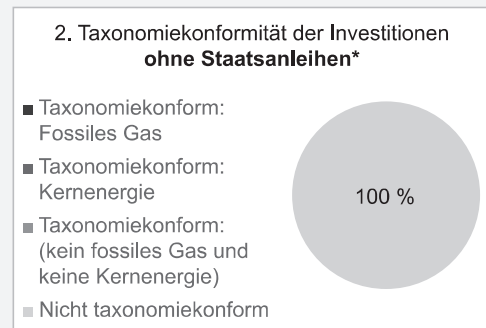 2. Taxonomiekonformität der Investitionen
ohne Staatsanleihen*
Taxonomiekonform:
Fossiles Gas
Taxonomiekonform:
Kernenergie
Taxonomiekonform:
(kein fossiles Gas und
keine Kernenergie)
Nicht taxonomiekonform
100 %